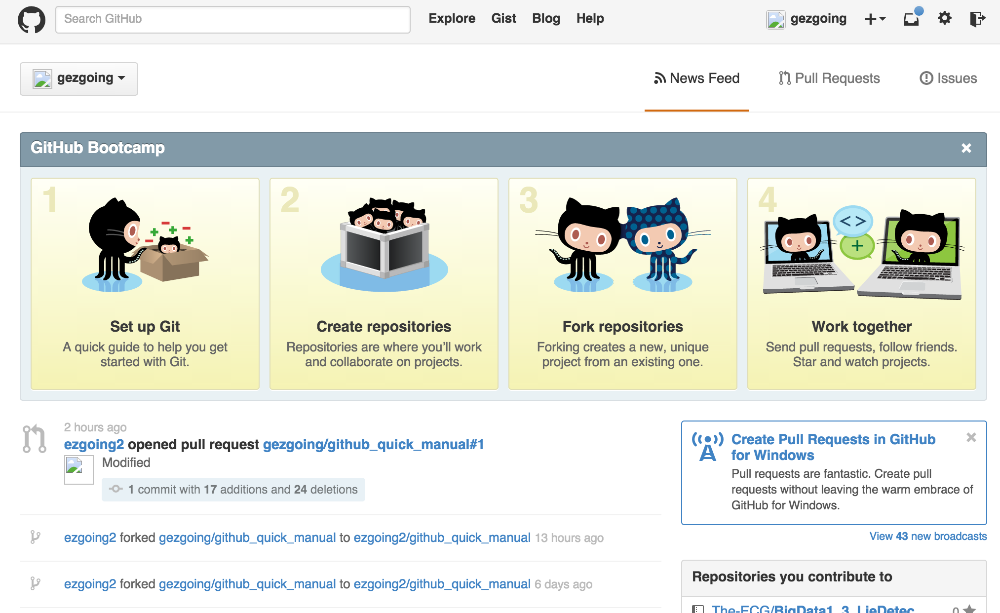 Search GitHub
Explore Gist Blog Help
gezgoing
gezgoing
News Feed Pull Requests Issues
GitHub Bootcamp
1
Set up Git
A quick guide to help you get
started with Git.
2
Create repositories
Repositories are where you’ll work
and collaborate on projects.
3
Fork repositories
Forking creates a new, unique
project from an existing one.
4
<>
+
Work together
Send pull requests, follow friends.
Star and watch projects.
2 hours ago
ezgoing2 opened pull request gezgoing/github_quick_manual#1
Modified
1 commit with 17 additions and 24 deletions
ezgoing2 forked gezgoing/github_quick_manual to ezgoing2/github_quick_manual 13 hours ago
ezgoing2 forked gezgoing/github_quick_manual to ezgoing2/github_quick_manual 6 days ago
Create Pull Requests in GitHub
for Windows
Pull requests are fantastic. Create pull
requests without leaving the warm embrace of
GitHub for Windows.
View 43 new broadcasts
Repositories you contribute to
The-ECG/BigData1_3_LieDetec... 0